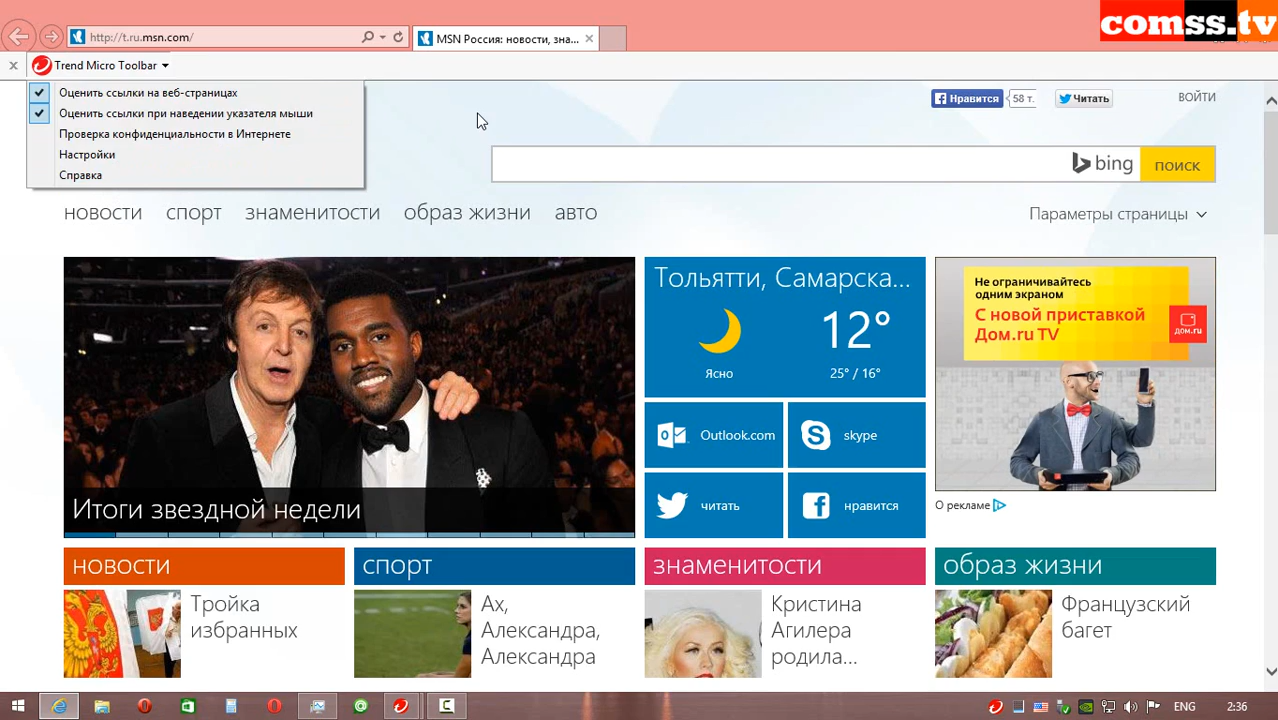 comss.tv
http://t.ru.msn.com/
MSN Россия: новости, зна...
Trend Micro Toolbar
Оценить ссылки на веб-страницах
Оценить ссылки при наведении указателя мыши
Проверка конфиденциальности в Интернете
Настройки
Справка
Нравится
58 т.
Читать
ВОЙТИ
bing
поиск
новости спорт знаменитости образ жизни авто
Параметры страницы
Итоги звездной недели
Тольятти, Самарска...
12°
Ясно
25° / 16°
Outlook.com
skype
читать
нравится
Не ограничивайтесь
одним экраном
С новой приставкой
Дом.ru TV
дом.ru
О рекламе
новости
Тройка
избранных
спорт
Ах,
Александра,
Александра
знаменитости
Кристина
Агилера
родила...
образ жизни
Французский
багет
ENG
2:36